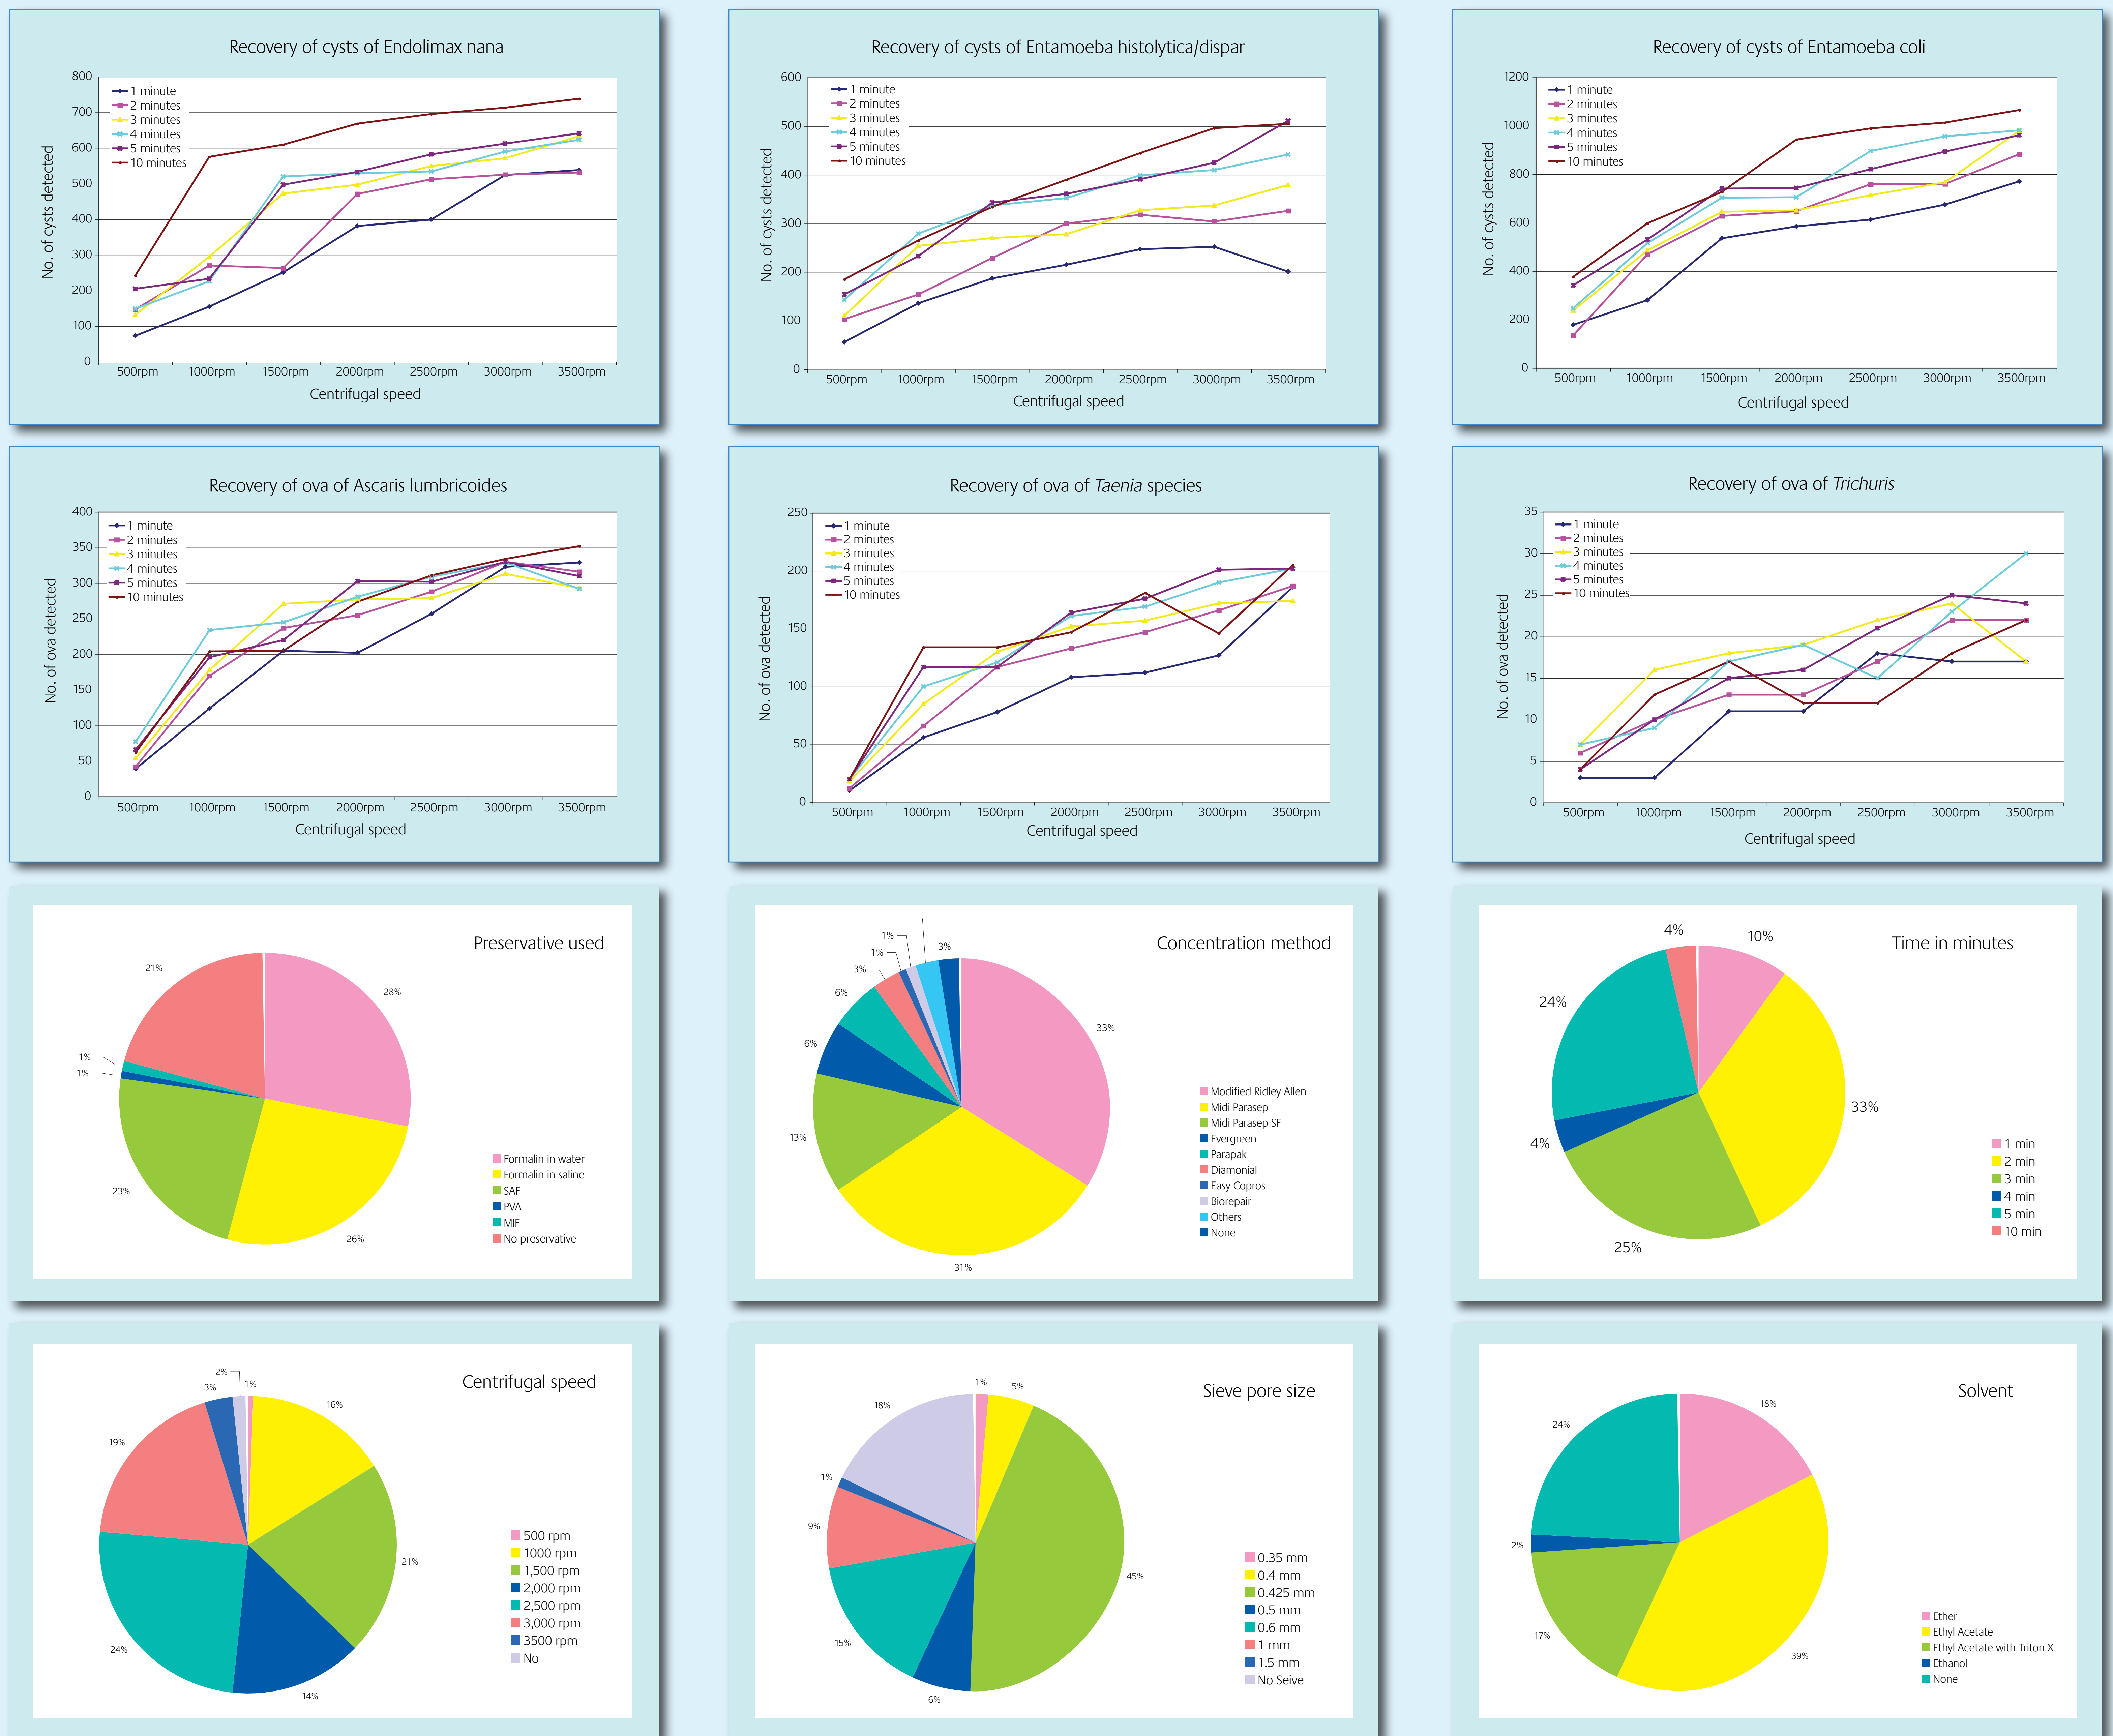 Recovery of cysts of Endolimax nana
800
700
600
500
400
300
200
100
0
1 minute
2 minutes
3 minutes
4 minutes
5 minutes
10 minutes
No. of cysts detected
500rpm 1000rpm 1500rpm 2000rpm 2500rpm 3000rpm 3500rpm
Centrifugal speed
Recovery of cysts of Entamoeba histolytica/dispar
600
500
400
300
200
100
0
1 minute
2 minutes
3 minutes
4 minutes
5 minutes
10 minutes
No. of cysts detected
500rpm 1000rpm 1500rpm 2000rpm 2500rpm 3000rpm 3500rpm
Centrifugal speed
Recovery of cysts of Entamoeba coli
1200
1000
800
600
400
200
0
1 minute
2 minutes
3 minutes
4 minutes
5 minutes
10 minutes
No. of cysts detected
500rpm 1000rpm 1500rpm 2000rpm 2500rpm 3000rpm 3500rpm
Centrifugal speed
Recovery of ova of Ascaris lumbricoides
400
350
300
250
200
150
100
50
0
1 minute
2 minutes
3 minutes
4 minutes
5 minutes
10 minutes
No. of ova detected
500rpm 1000rpm 1500rpm 2000rpm 2500rpm 3000rpm 3500rpm
Centrifugal speed
Recovery of ova of Taenia species
250
200
150
100
50
0
1 minute
2 minutes
3 minutes
4 minutes
5 minutes
10 minutes
No. of ova detected
500rpm 1000rpm 1500rpm 2000rpm 2500rpm 3000rpm 3500rpm
Centrifugal speed
Recovery of ova of Trichuris
35
30
25
20
15
10
5
0
1 minute
2 minutes
3 minutes
4 minutes
5 minutes
10 minutes
No. of ova detected
500rpm 1000rpm 1500rpm 2000rpm 2500rpm 3000rpm 3500rpm
Centrifugal speed
Preservative used
21%
28%
1%
1%
23%
26%
Formalin in water
Formalin in saline
SAF
PVA
MIF
No preservative
Concentration method
1%
3%
1%
3%
6%
33%
6%
13%
31%
Modified Ridley Allen
Midi Parasep
Midi Parasep SF
Evergreen
Parapak
Diamonial
Easy Copros
Biorepair
Others
None
Time in minutes
4%
10%
24%
33%
4%
25%
1 min
2 min
3 min
4 min
5 min
10 min
Centrifugal speed
2%
1%
3%
16%
19%
21%
24%
14%
500 rpm
1000 rpm
1,500 rpm
2,000 rpm
2,500 rpm
3,000 rpm
3500 rpm
No
Sieve pore size
1%
5%
18%
1%
9%
45%
15%
6%
0.35 mm
0.4 mm
0.425 mm
0.5 mm
0.6 mm
1 mm
1.5 mm
No Seive
Solvent
18%
24%
2%
17%
39%
Ether
Ethyl Acetate
Ethyl Acetate with Triton X
Ethanol
None